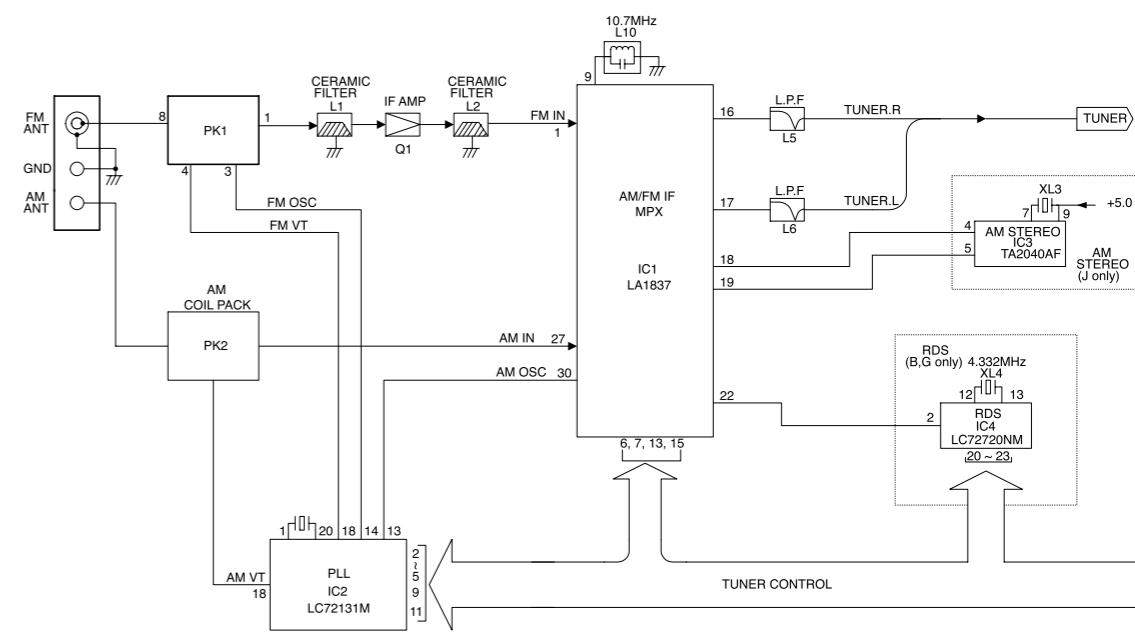 10.7MHz
L10
9
CERAMIC
FILTER
L1
IF AMP
Q1
CERAMIC
FILTER
L2
FM
ANT
8
PK1
1
FM IN
1
16
L.P.F
L5
TUNER.R
TUNER
GND
4
3
AM
ANT
FM OSC
FM VT
AM/FM IF
MPX
IC1
LA1837
17
L.P.F
L6
TUNER.L
XL3
7
9
+5.0
4
5
AM STEREO
IC3
TA2040AF
AM
STEREO
(J only)
18
19
AM
COIL PACK
PK2
AM IN
27
AM OSC
30
22
RDS
(B,G only)
4.332MHz
XL4
12
13
2
RDS
IC4
LC72720NM
20 ~ 23
6, 7, 13, 15
1
20
18
14
13
AM VT
18
PLL
IC2
LC72131M
2
~
5
9
11
TUNER CONTROL